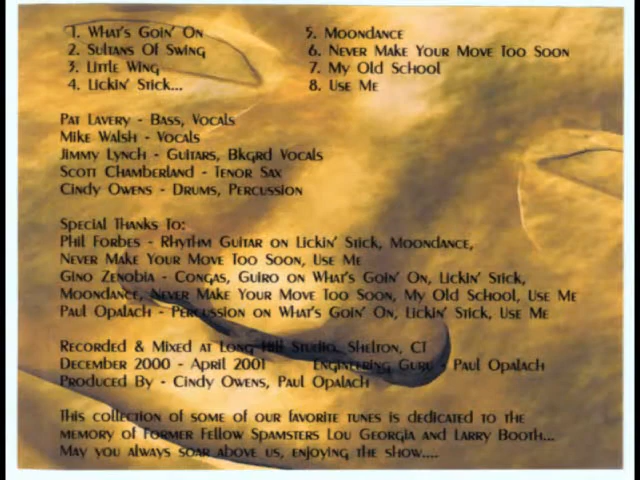 1. What's Goin' On
2. Sultans Of Swing
3. Little Wing
4. Lickin' Stick...
5. Moondance
6. Never Make Your Move Too Soon
7. My Old School
8. Use Me
Pat Lavery - Bass, Vocals
Mike Walsh - Vocals
Jimmy Lynch - Guitars, Bkgrd Vocals
Scott Chamberland - Tenor Sax
Cindy Owens - Drums, Percussion
Special Thanks To:
Phil Forbes - Rhythm Guitar on Lickin' Stick, Moondance,
Never Make Your Move Too Soon, Use Me
Gino Zenobia - Congas, Guiro on What's Goin' On, Lickin' Stick,
Moondance, Never Make Your Move Too Soon, My Old School, Use Me
Paul Opalach - Percussion on What's Goin' On, Lickin' Stick, Use Me
Recorded & Mixed at Long Hill Studio, Shelton, CT
December 2000 - April 2001 Engineering Guru - Paul Opalach
Produced By - Cindy Owens, Paul Opalach
This collection of some of our favorite tunes is dedicated to the
memory of Former Fellow Spamsters Lou Georgia and Larry Booth...
May you always soar above us, enjoying the show....